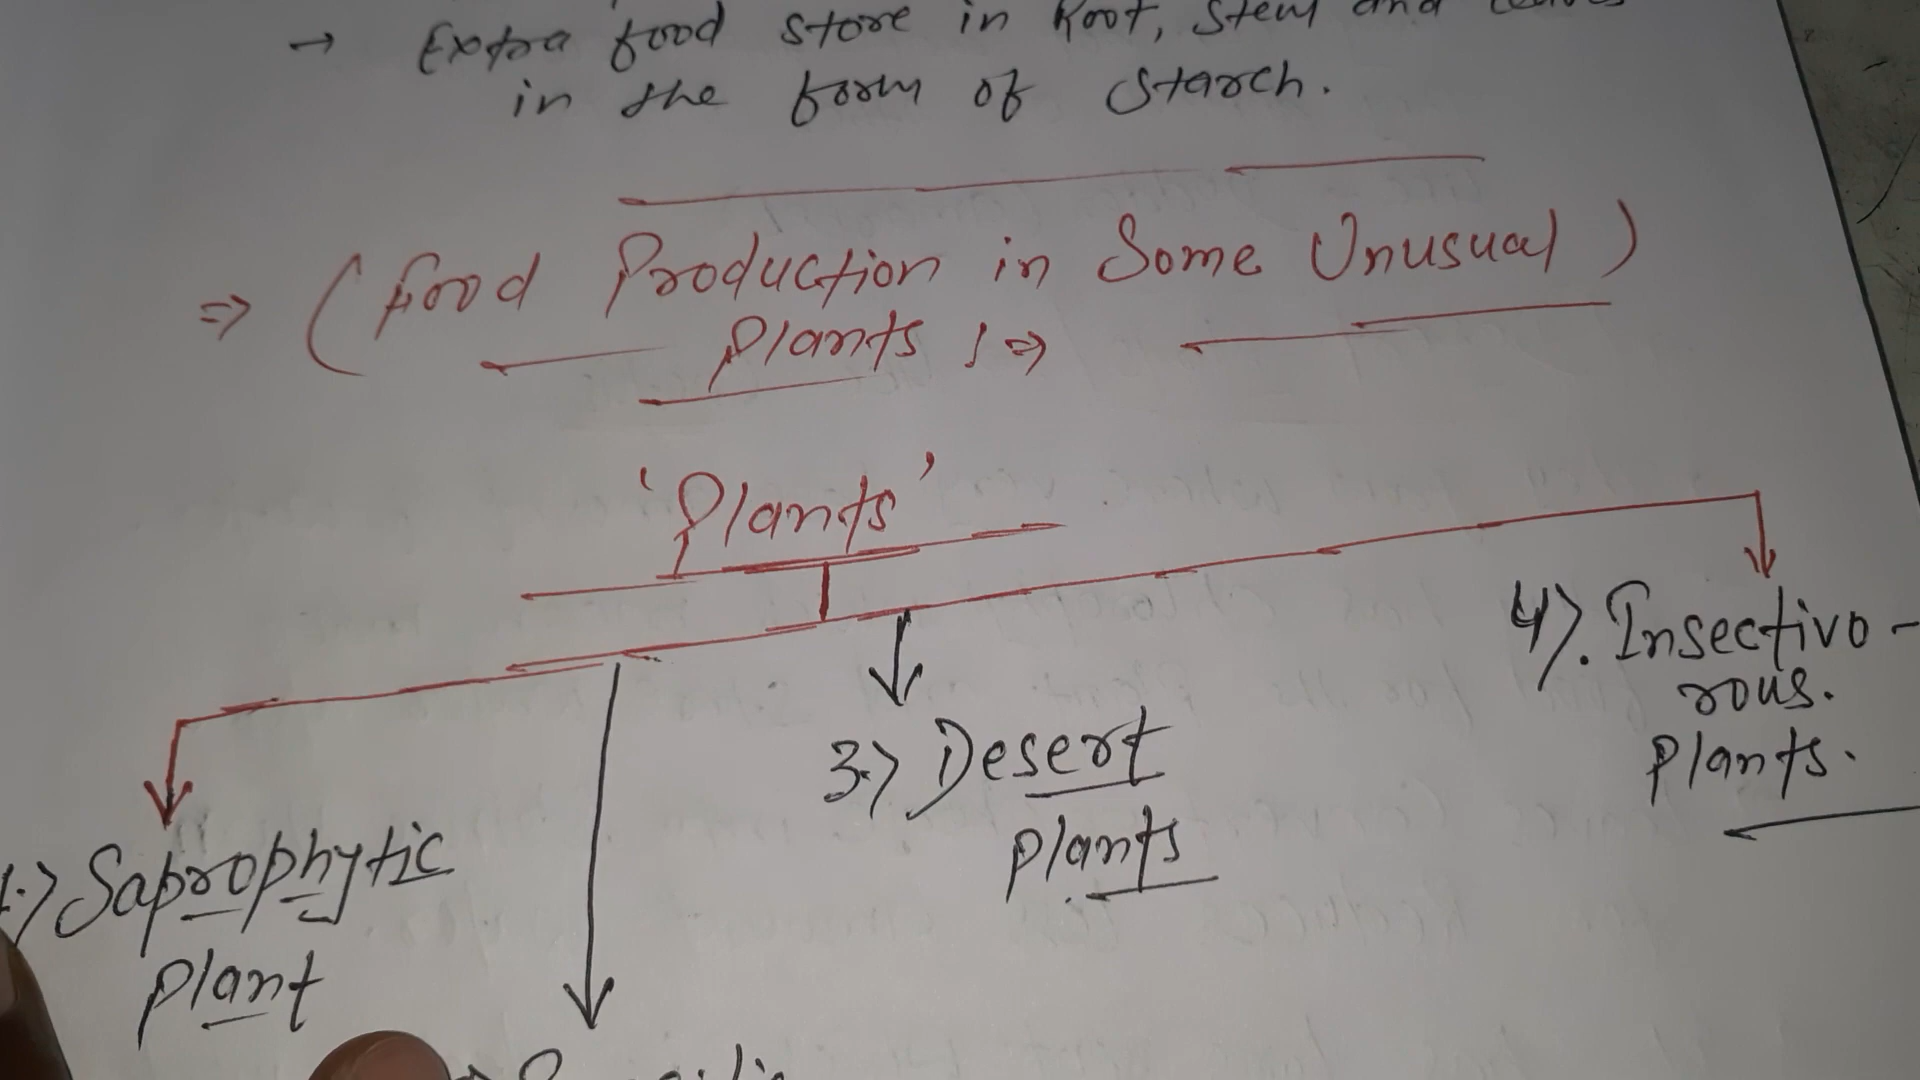 → Extra food store in Root, Stem and
in the form of Starch.
⇒ (Food Production in Some Unusual)
Plants :⇒
'Plants'
4). Insectivo-
rous.
Plants.
3.) Desert
Plants
1.) Saprophytic
Plant